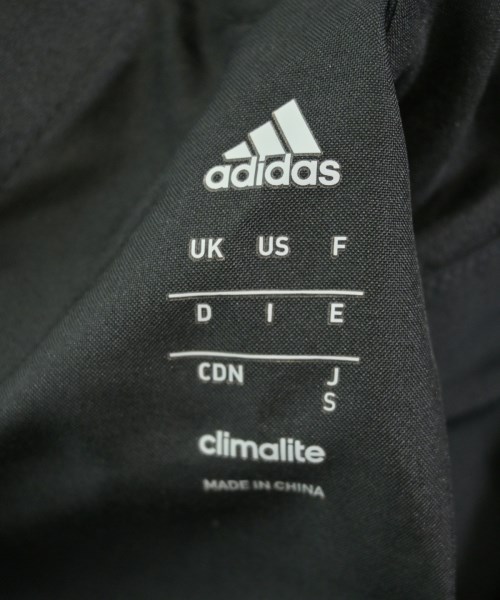 adidas
UK US F
D I E
CDN J
S
climalite
MADE IN CHINA